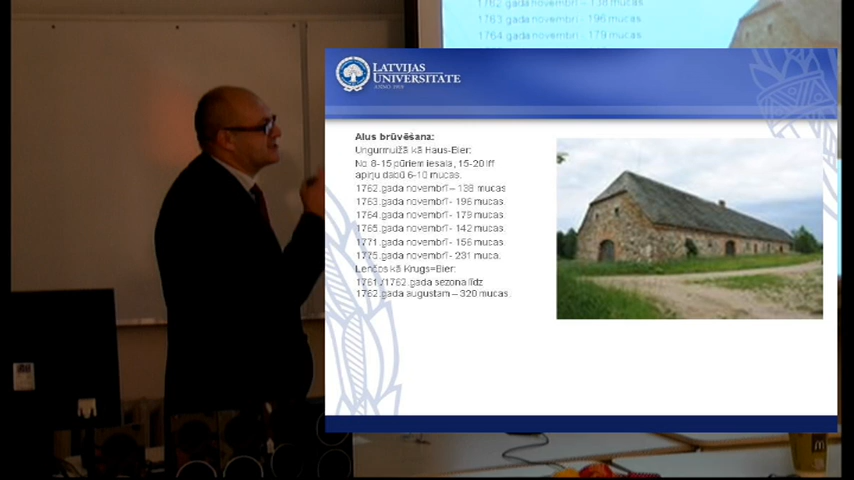 1762 gada novembrī – 138 mucas
1763.gada novembrī - 196 mucas.
1764.gada novembrī - 179 mucas.
LATVIJAS
UNIVERSITĀTE
ANNO 1919
Alus brūvēšana:
Ungurmuižā kā Haus-Bier:
No 8-15 pūriem iesala, 15-20 lff
apiņu dabū 6-10 mucas.
1762.gada novembrī – 138 mucas
1763.gada novembrī - 196 mucas.
1764.gada novembrī - 179 mucas.
1765.gada novembrī - 142 mucas.
1771.gada novembrī - 156 mucas.
1775.gada novembrī - 231 muca.
Lenčos kā Krugs=Bier:
1761./1762.gada sezona līdz
1762.gada augustam – 320 mucas.